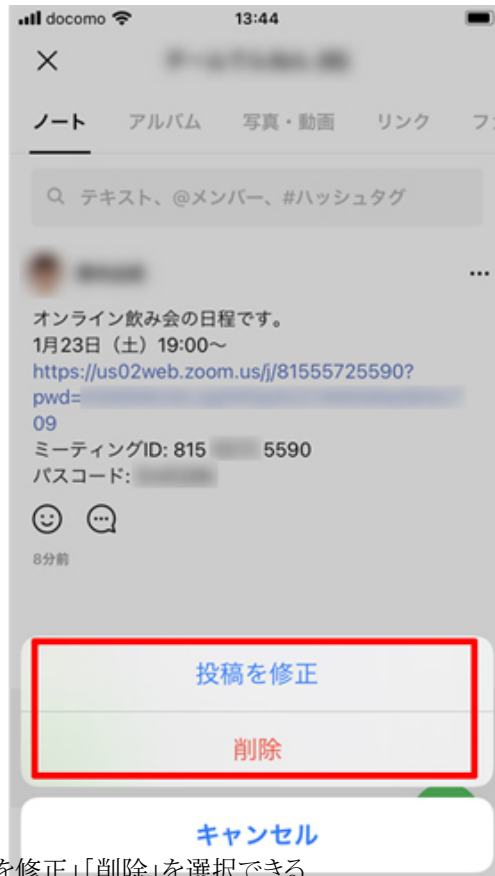 docomo 13:44
ノート アルバム 写真・動画 リンク フ
テキスト、@メンバー、#ハッシュタグ
オンライン飲み会の日程です。
1月23日（土）19:00〜
https://us02web.zoom.us/j/81555725590?
pwd=
09
ミーティングID: 815 5590
パスコード:
8分前
投稿を修正
削除
キャンセル
を修正」「削除」を選択できる